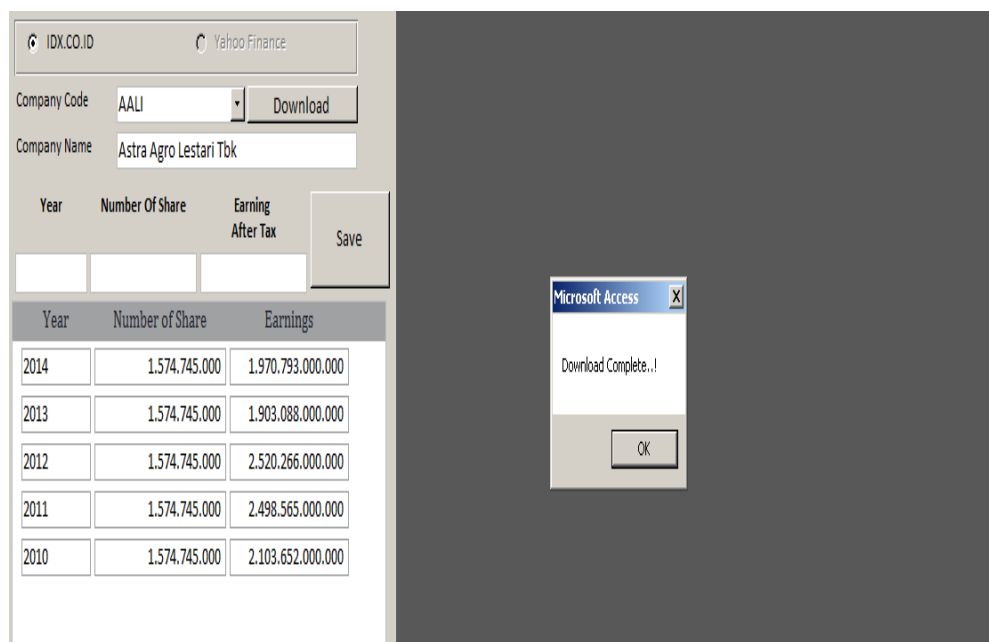 IDX.CO.ID Yahoo Finance
Company Code AALI Download
Company Name Astra Agro Lestari Tbk
Year Number Of Share Earning After Tax Save
Year Number of Share Earnings
2014 1.574.745.000 1.970.793.000.000
2013 1.574.745.000 1.903.088.000.000
2012 1.574.745.000 2.520.266.000.000
2011 1.574.745.000 2.498.565.000.000
2010 1.574.745.000 2.103.652.000.000
Microsoft Access X
Download Complete..!
OK